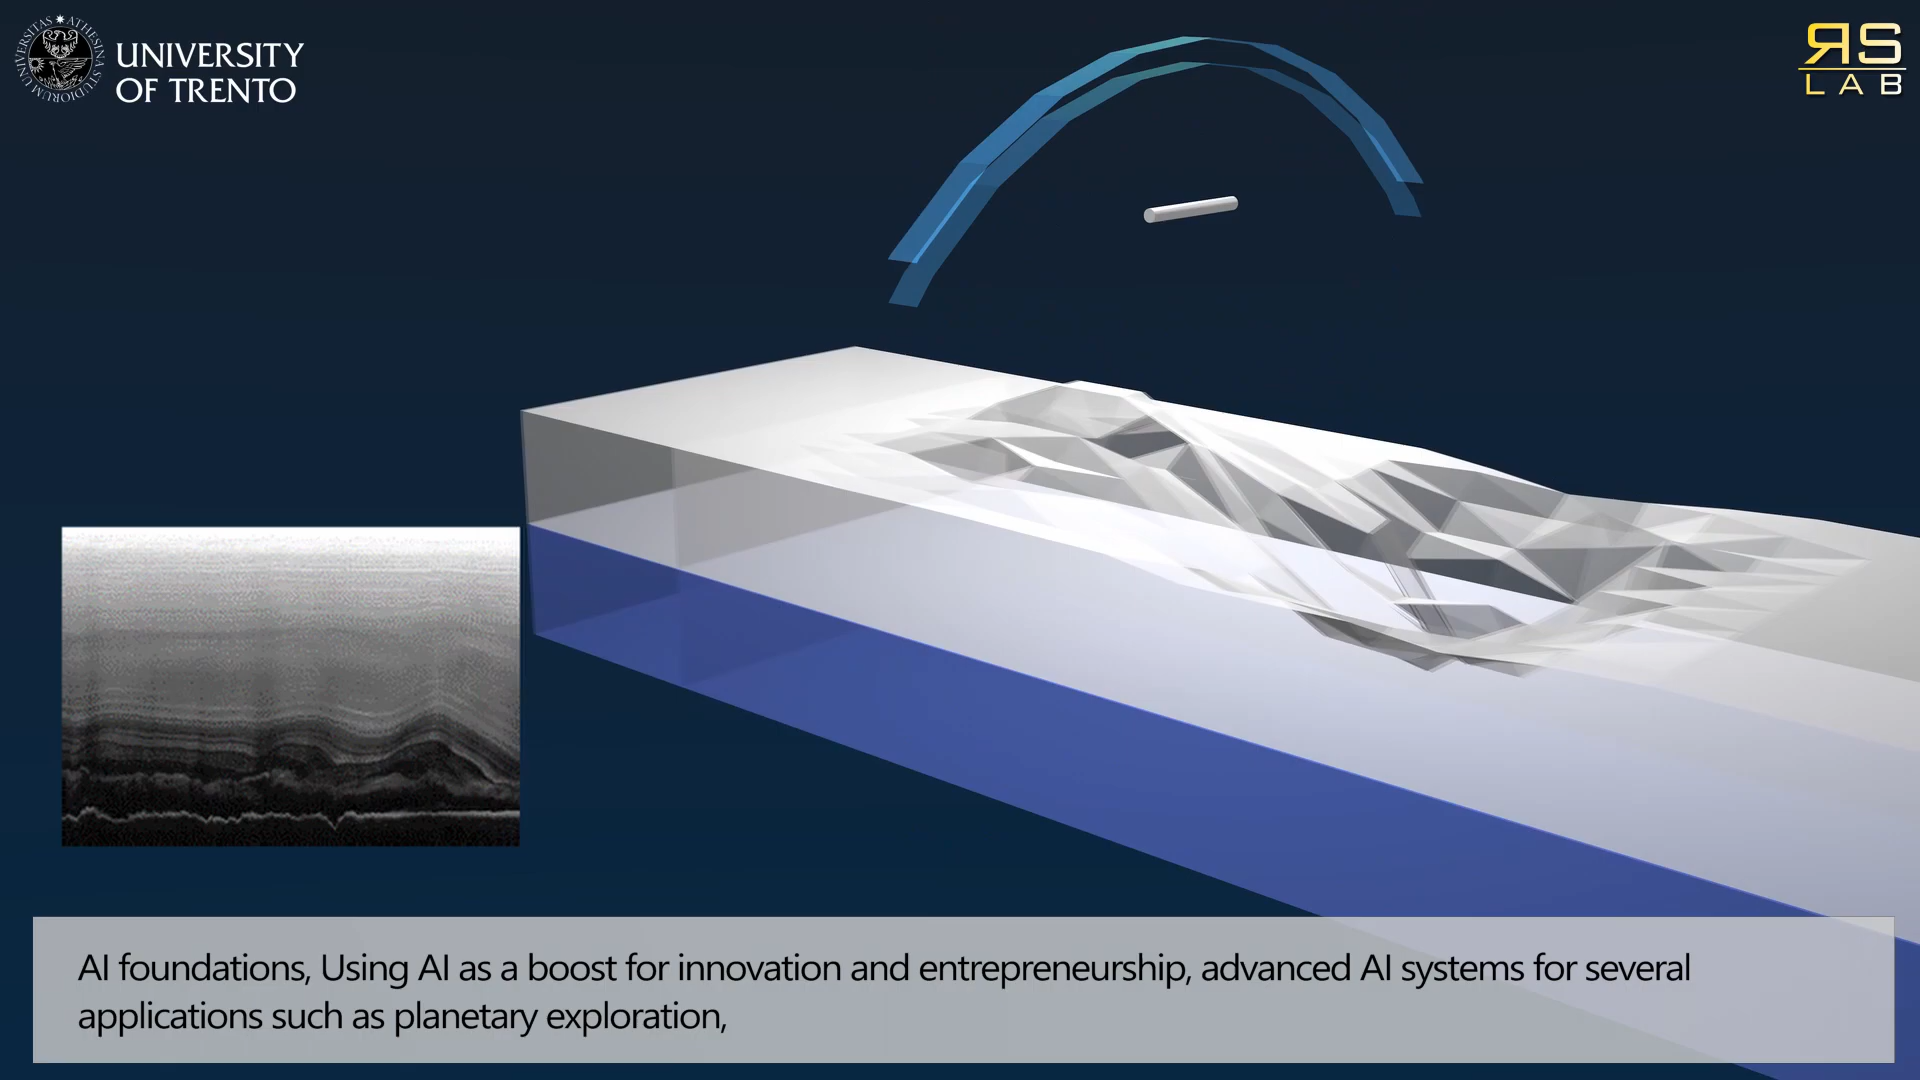 UNIVERSITY
OF TRENTO
RS
LAB
AI foundations, Using AI as a boost for innovation and entrepreneurship, advanced AI systems for several
applications such as planetary exploration,